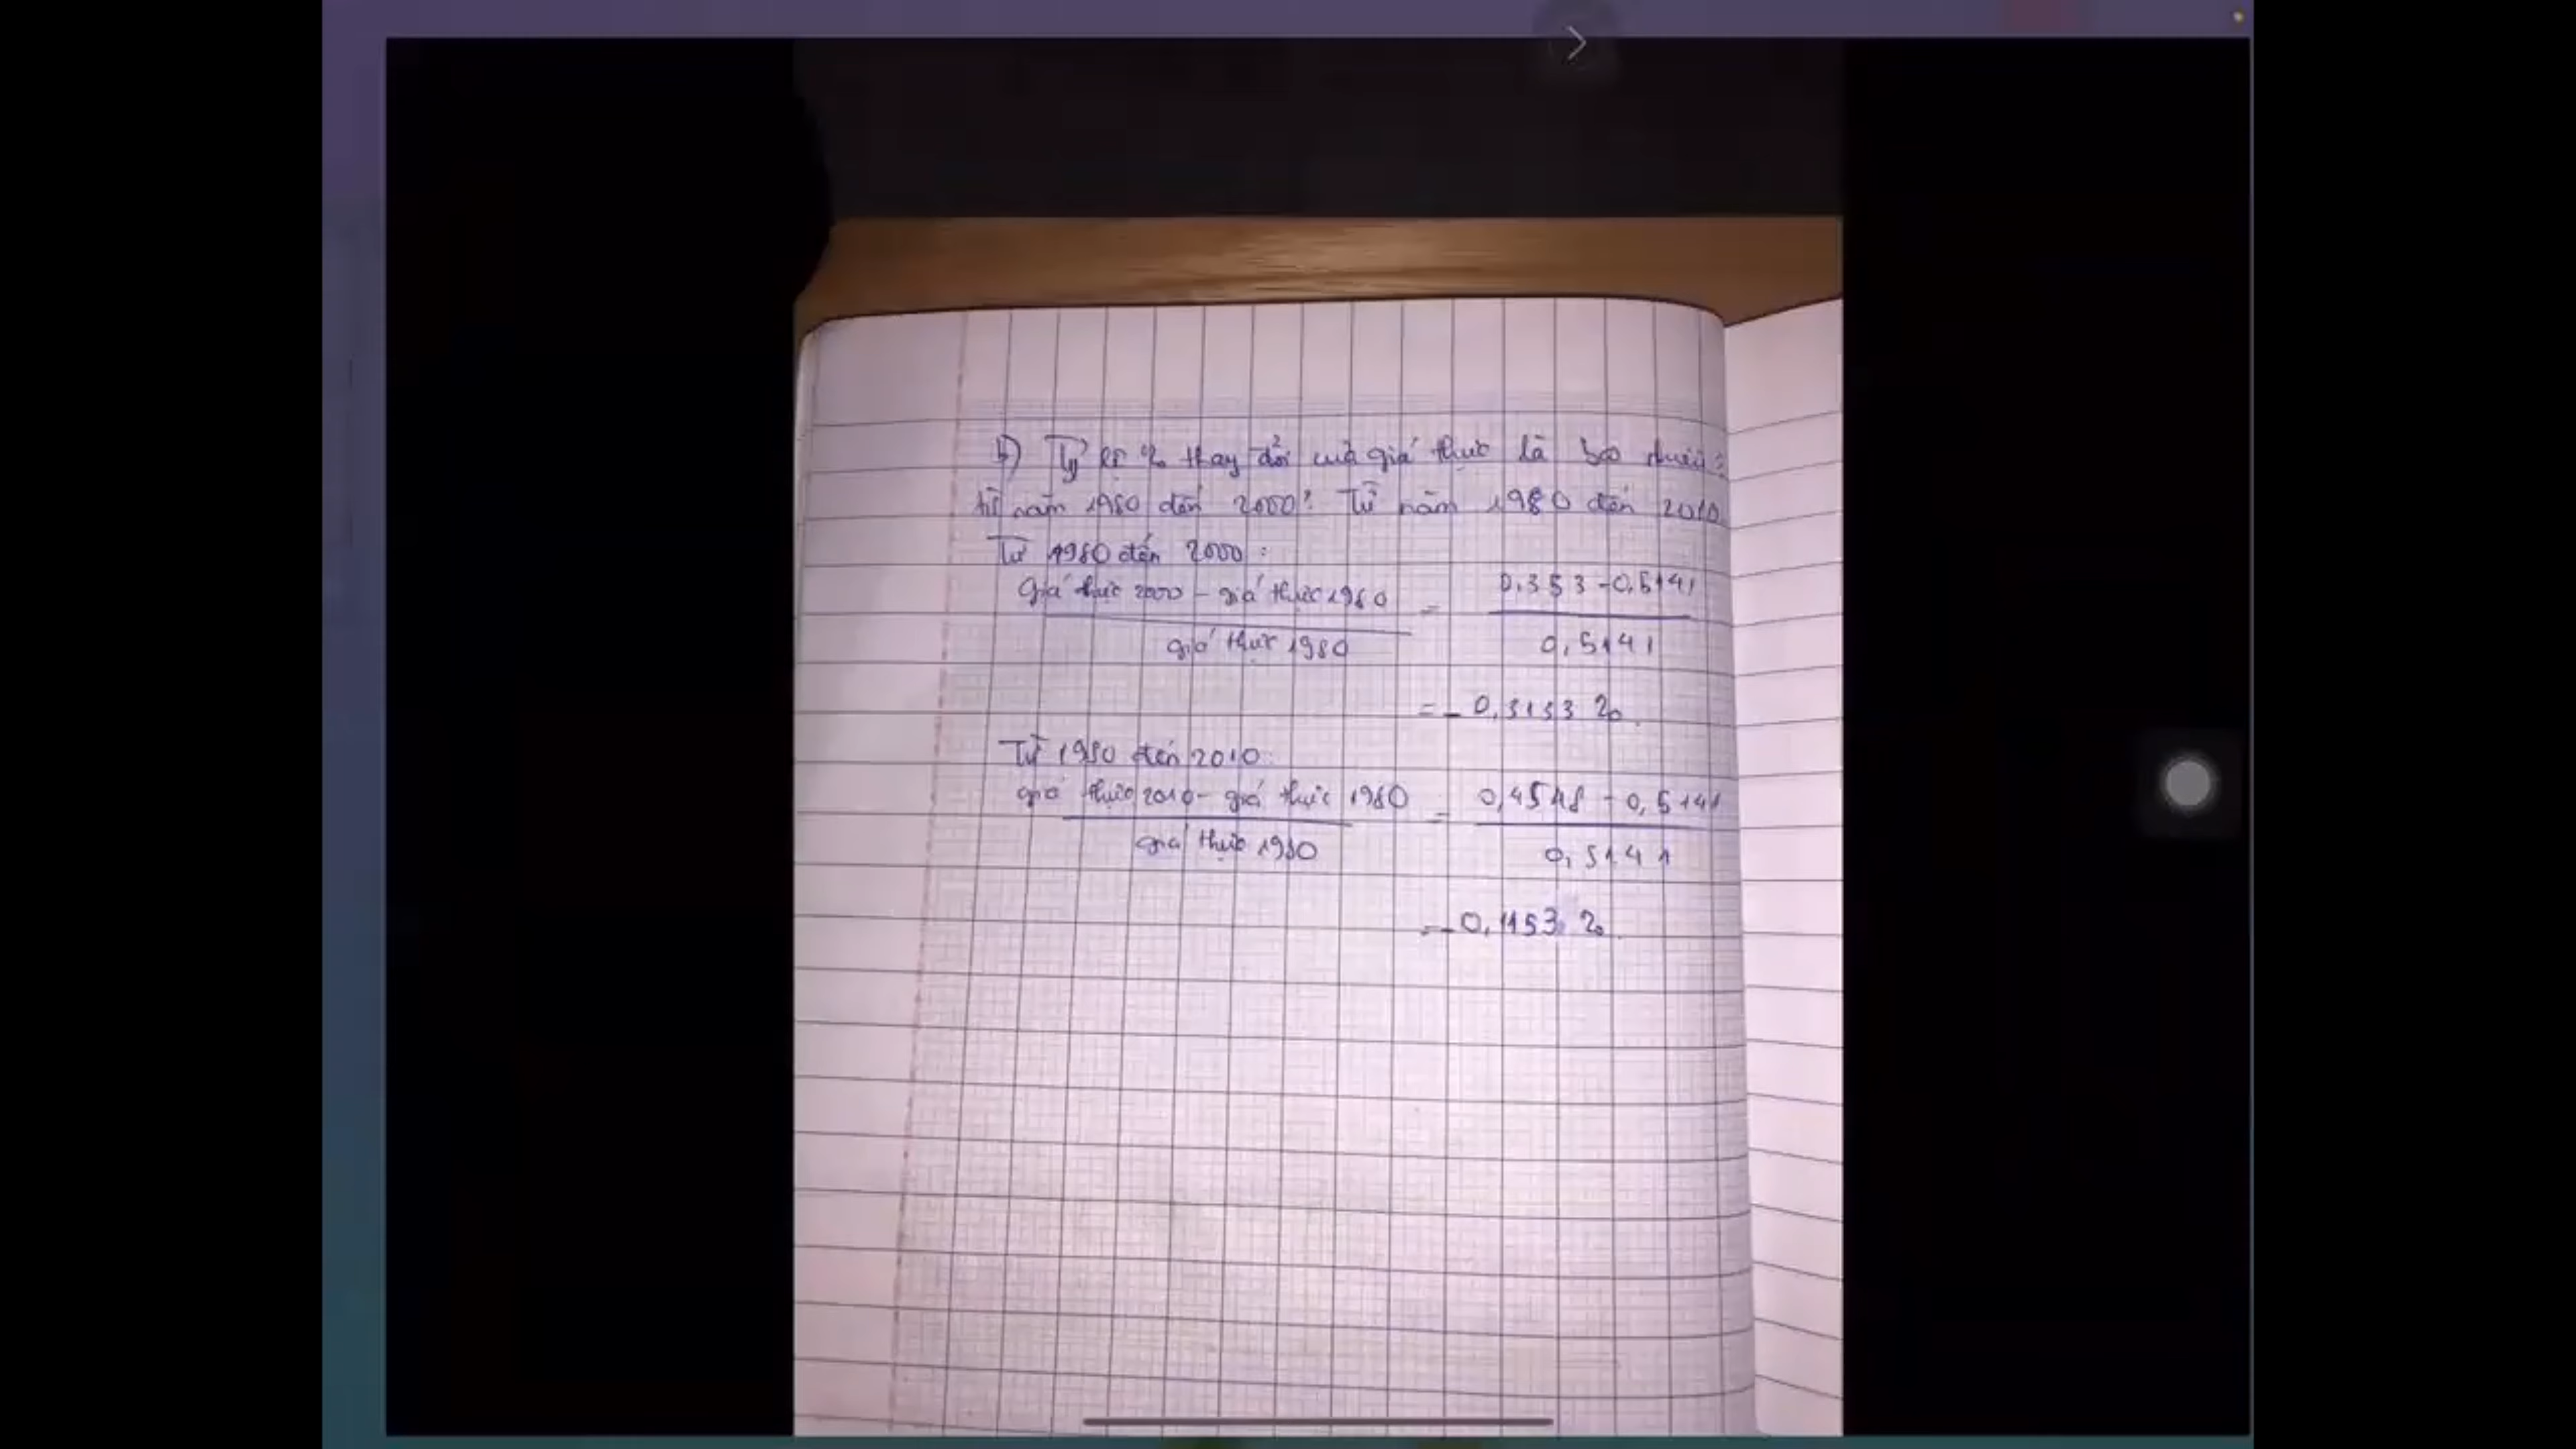 b) Tỷ lệ % thay đổi của giá thực là bao nhiêu?
từ năm 1980 đến 2000? Từ năm 1980 đến 2010
Từ 1980 đến 2000 :
giá thực 2000 - giá thực 1980 = 0,353 - 0,5141
giá thực 1980 0,5141
= - 0,3133 %.
Từ 1980 đến 2010:
giá thực 2010 - giá thực 1980 = 0,4548 - 0,5141
giá thực 1980 0,5141
= - 0,1153 %.